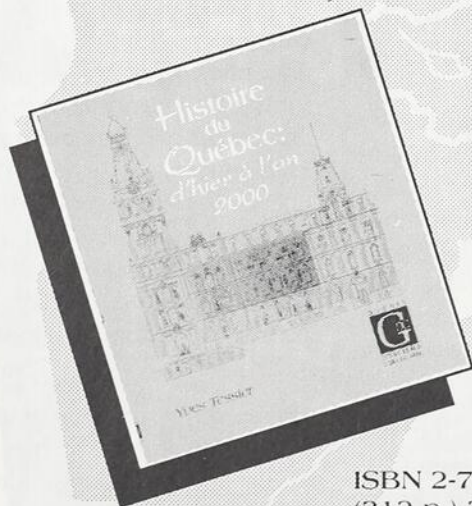 Histoire
du
Québec:
d'hier à l'an
2000
Yves Tessier
G
ISBN 2-7